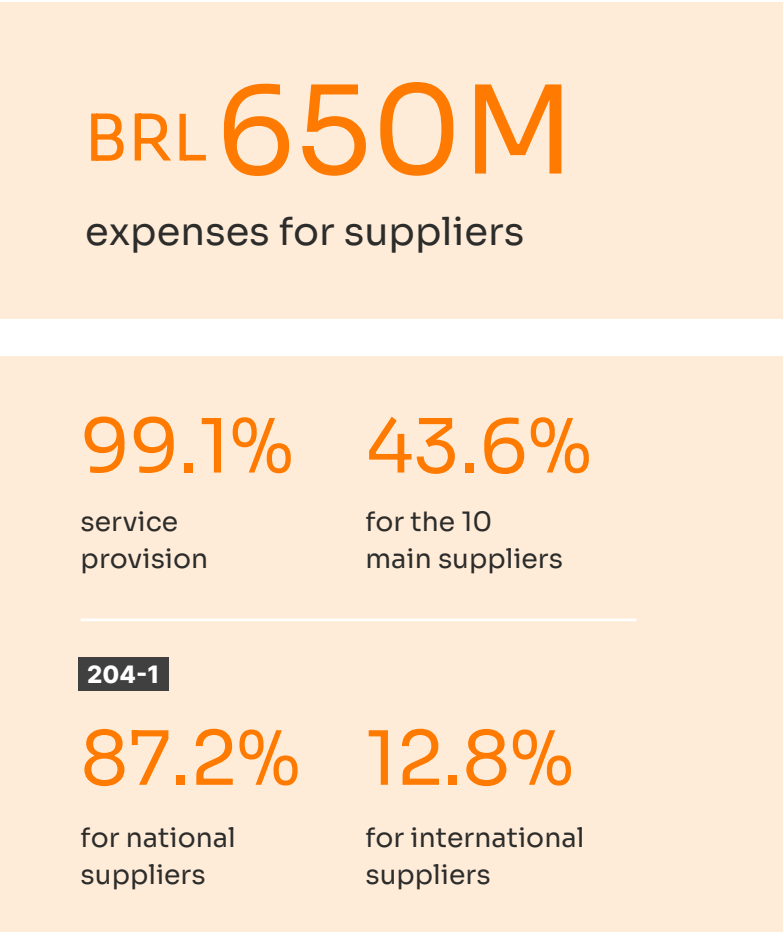 BRL 650M
expenses for suppliers
99.1%
service
provision
43.6%
for the 10
main suppliers
204-1
87.2%
for national
suppliers
12.8%
for international
suppliers